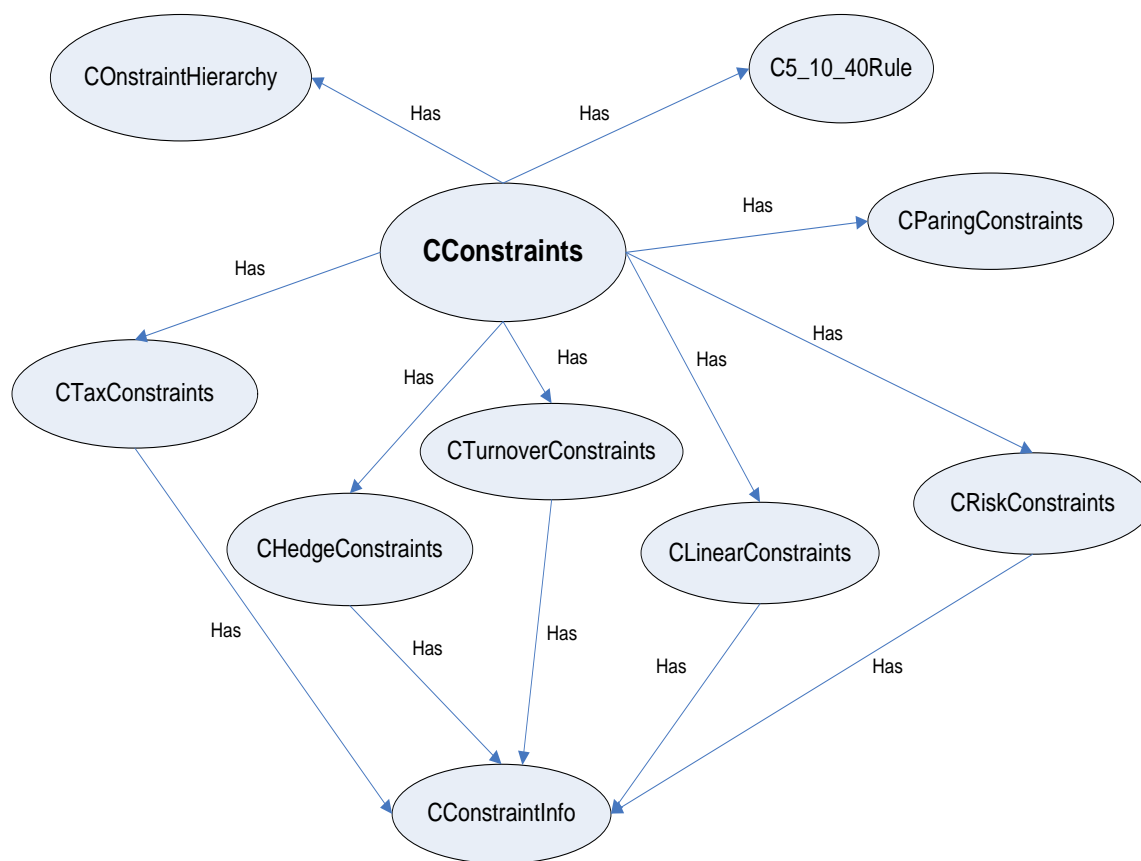 COnstraintHierarchy
C5_10_40Rule
Has
Has
CConstraints
Has
CParingConstraints
Has
CTaxConstraints
Has
Has
Has
Has
CTurnoverConstraints
CHedgeConstraints
CLinearConstraints
CRiskConstraints
Has
Has
Has
Has
Has
CConstraintInfo